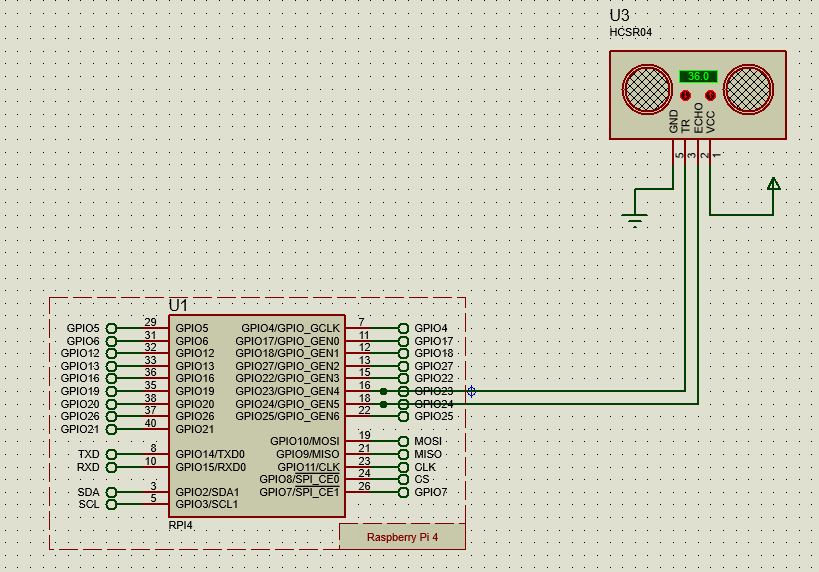 U3
HCSR04
36.0
GND
TR
ECHO
VCC
5
3
2
1
U1
GPIO5 29 GPIO5 GPIO4/GPIO_GCLK 7 GPIO4
GPIO6 31 GPIO6 GPIO17/GPIO_GEN0 11 GPIO17
GPIO12 32 GPIO12 GPIO18/GPIO_GEN1 12 GPIO18
GPIO13 33 GPIO13 GPIO27/GPIO_GEN2 13 GPIO27
GPIO16 36 GPIO16 GPIO22/GPIO_GEN3 15 GPIO22
GPIO19 35 GPIO19 GPIO23/GPIO_GEN4 16 GPIO23
GPIO20 38 GPIO20 GPIO24/GPIO_GEN5 18 GPIO24
GPIO26 37 GPIO26 GPIO25/GPIO_GEN6 22 GPIO25
GPIO21 40 GPIO21
GPIO10/MOSI 19 MOSI
TXD 8 GPIO14/TXD0 GPIO9/MISO 21 MISO
RXD 10 GPIO15/RXD0 GPIO11/CLK 23 CLK
GPIO8/SPI_CE0 24 CS
SDA 3 GPIO2/SDA1 GPIO7/SPI_CE1 26 GPIO7
SCL 5 GPIO3/SCL1
RPI4
Raspberry Pi 4